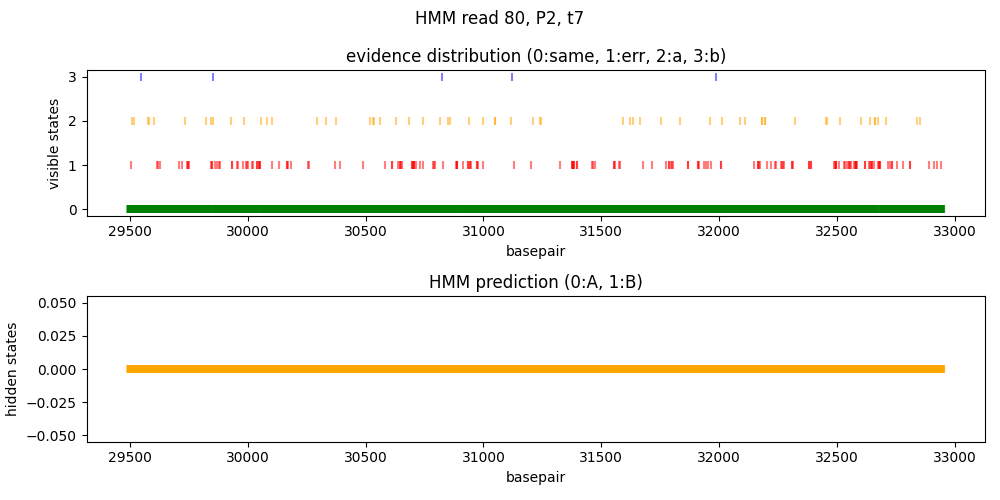 HMM read 80, P2, t7
evidence distribution (0:same, 1:err, 2:a, 3:b)
visible states
3
2
1
0
29500 30000 30500 31000 31500 32000 32500 33000
basepair
HMM prediction (0:A, 1:B)
hidden states
0.050
0.025
0.000
−0.025
−0.050
29500 30000 30500 31000 31500 32000 32500 33000
basepair